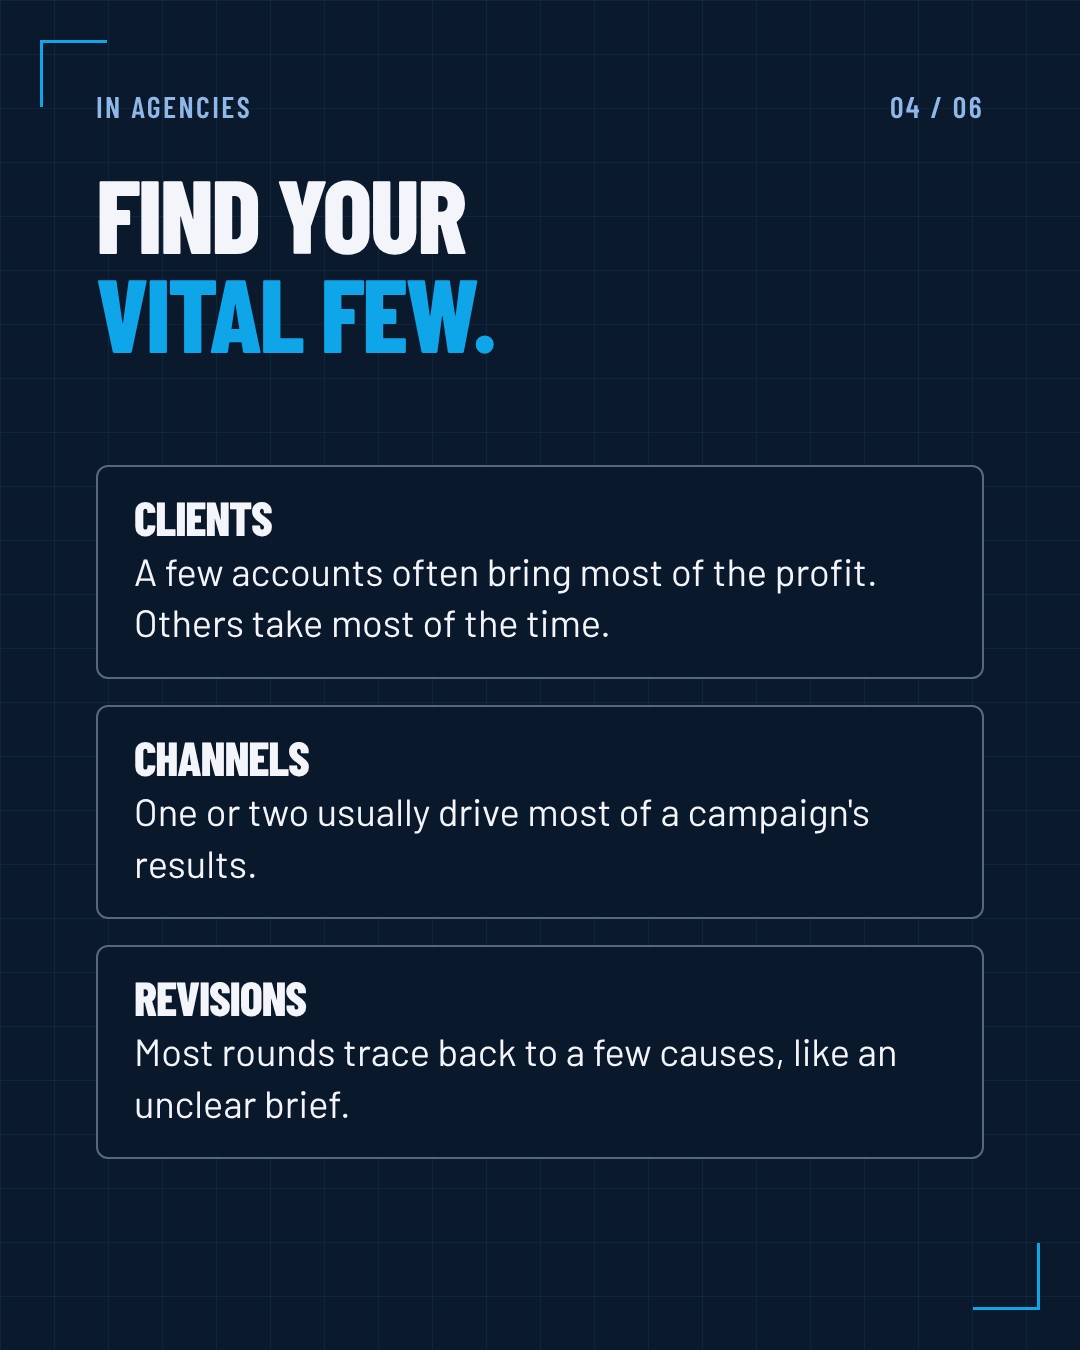 IN AGENCIES
04 / 06
FIND YOUR
VITAL FEW.
CLIENTS
A few accounts often bring most of the profit.
Others take most of the time.
CHANNELS
One or two usually drive most of a campaign's
results.
REVISIONS
Most rounds trace back to a few causes, like an
unclear brief.